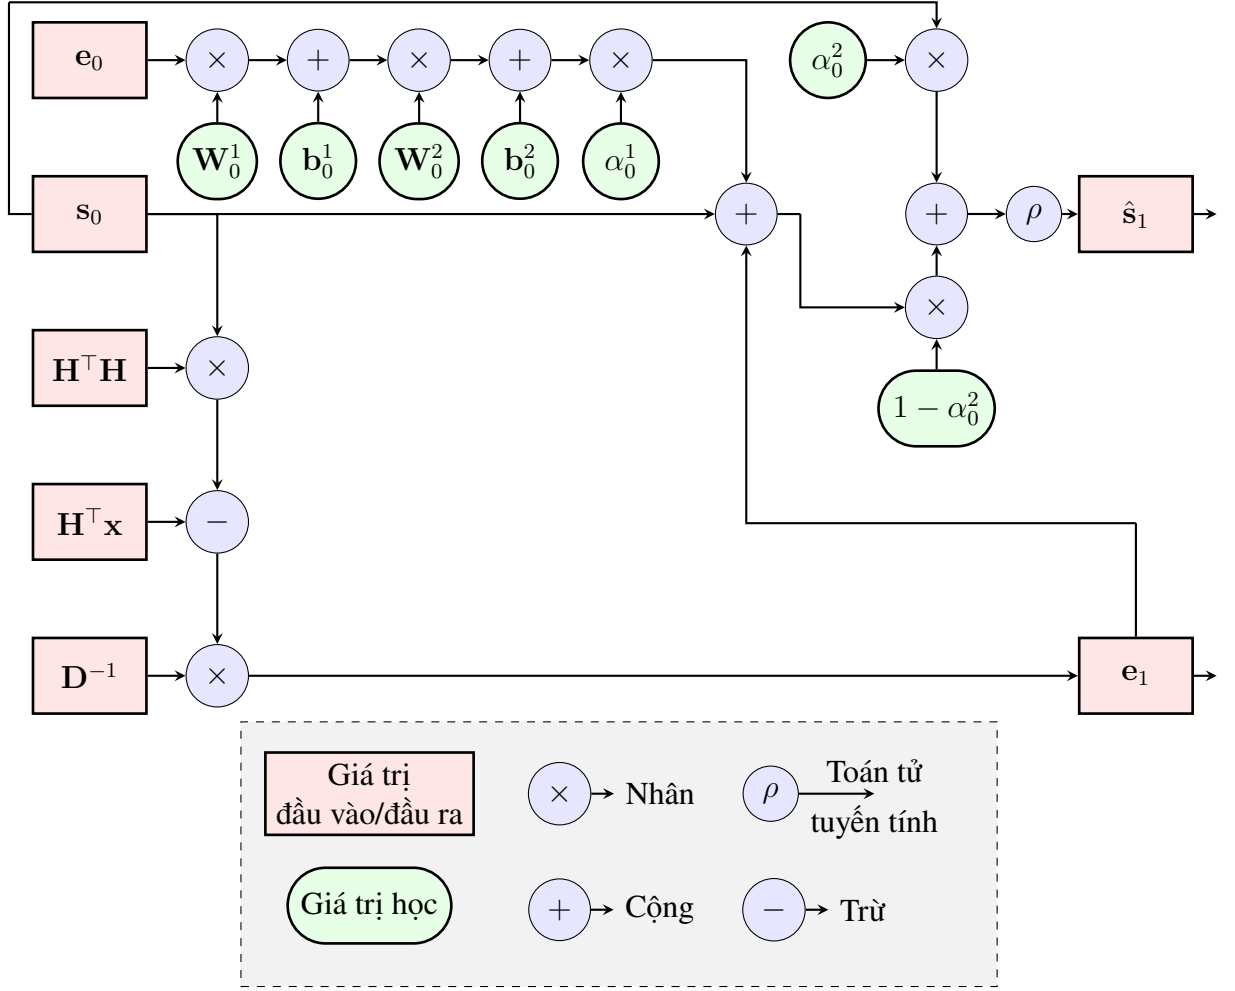 𝐞₀ × + × + × α₀² ×
𝐖₀¹ 𝐛₀¹ 𝐖₀² 𝐛₀² α₀¹
𝐬₀ + + ρ ŝ₁
×
𝐇⊤𝐇 ×
1 − α₀²
𝐇⊤𝐱 −
𝐃⁻¹ × 𝐞₁
Giá trị
đầu vào/đầu ra
× Nhân
ρ Toán tử
tuyến tính
Giá trị học
+ Cộng
− Trừ